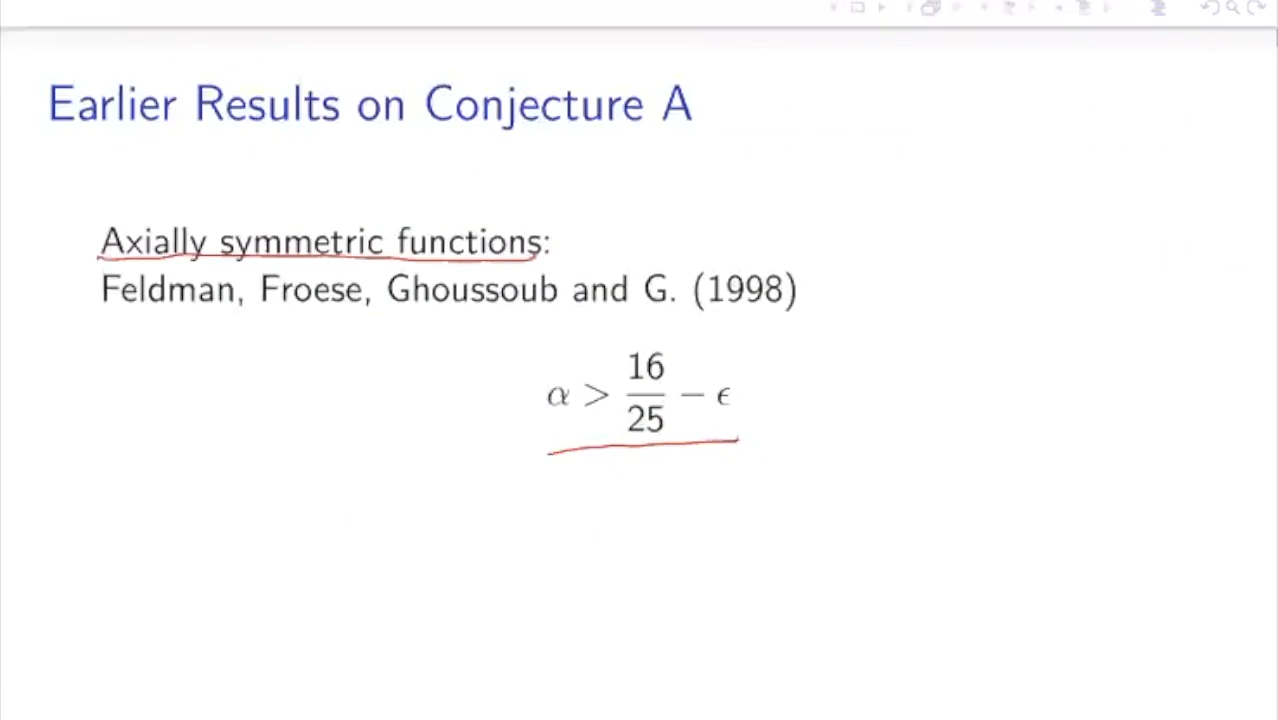 Earlier Results on Conjecture A
Axially symmetric functions:
Feldman, Froese, Ghoussoub and G. (1998)
α > 16/25 − ϵ